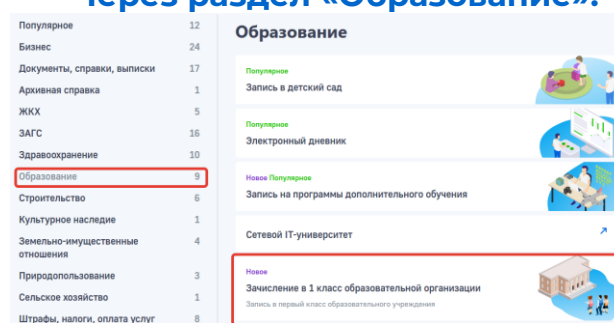 через раздел «Образование».
Популярное 12
Бизнес 24
Документы, справки, выписки 17
Архивная справка 1
ЖКХ 5
ЗАГС 16
Здравоохранение 10
Образование 9
Строительство 6
Культурное наследие 1
Земельно-имущественные отношения 4
Природопользование 3
Сельское хозяйство 1
Штрафы, налоги, оплата услуг 8
Образование
Популярное
Запись в детский сад
Популярное
Электронный дневник
Новое Популярное
Запись на программы дополнительного обучения
Сетевой IT-университет
Новое
Зачисление в 1 класс образовательной организации
Запись в первый класс образовательного учреждения